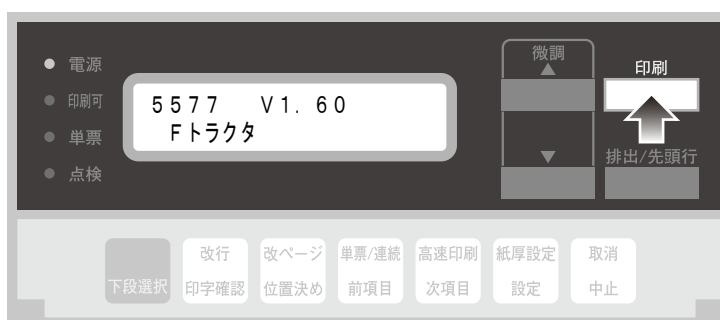 電源
印刷可
単票
点検
5577 V1.60
Fトラクタ
微調
印刷
排出/先頭行
下段選択
改行
印字確認
改ページ
位置決め
単票/連続
前項目
高速印刷
次項目
紙厚設定
設定
取消
中止